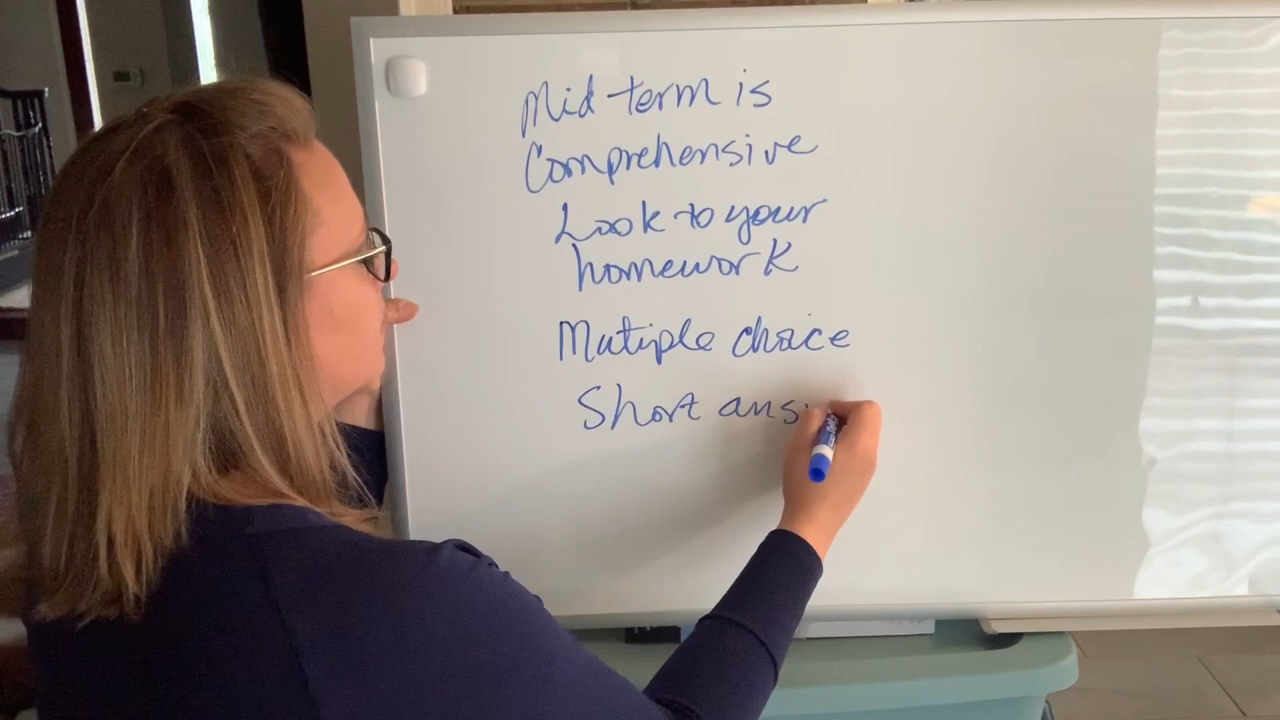 Mid term is
Comprehensive
Look to your
homework
Mutiple choice
Short ans